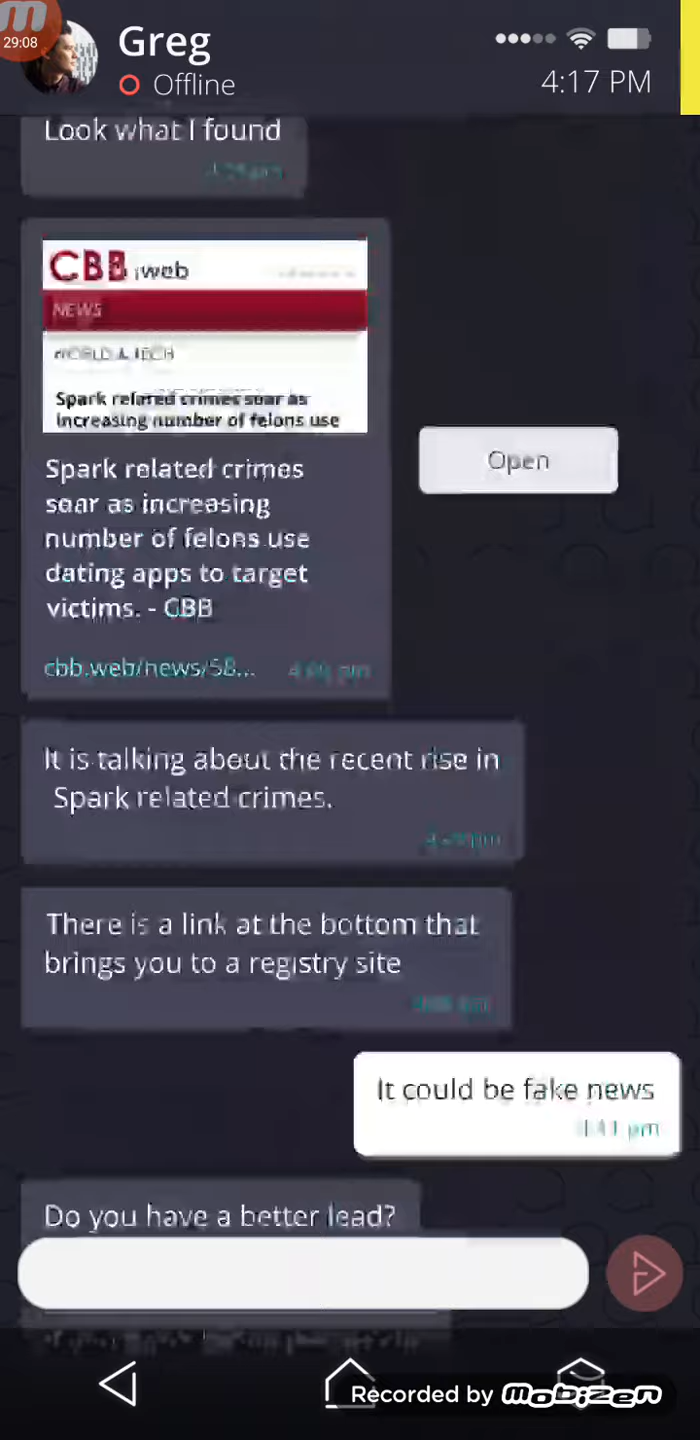 29:08
Greg
Offline
4:17 PM
Look what I found
CBB web
NEWS
WORLD & TECH
Spark related crimes soar as
increasing number of felons use
Spark related crimes
soar as increasing
number of felons use
dating apps to target
victims. - CBB
Open
cbb.web/news/58...
It is talking about the recent rise in
Spark related crimes.
There is a link at the bottom that
brings you to a registry site
It could be fake news
pm
Do you have a better lead?
Recorded by mobizen